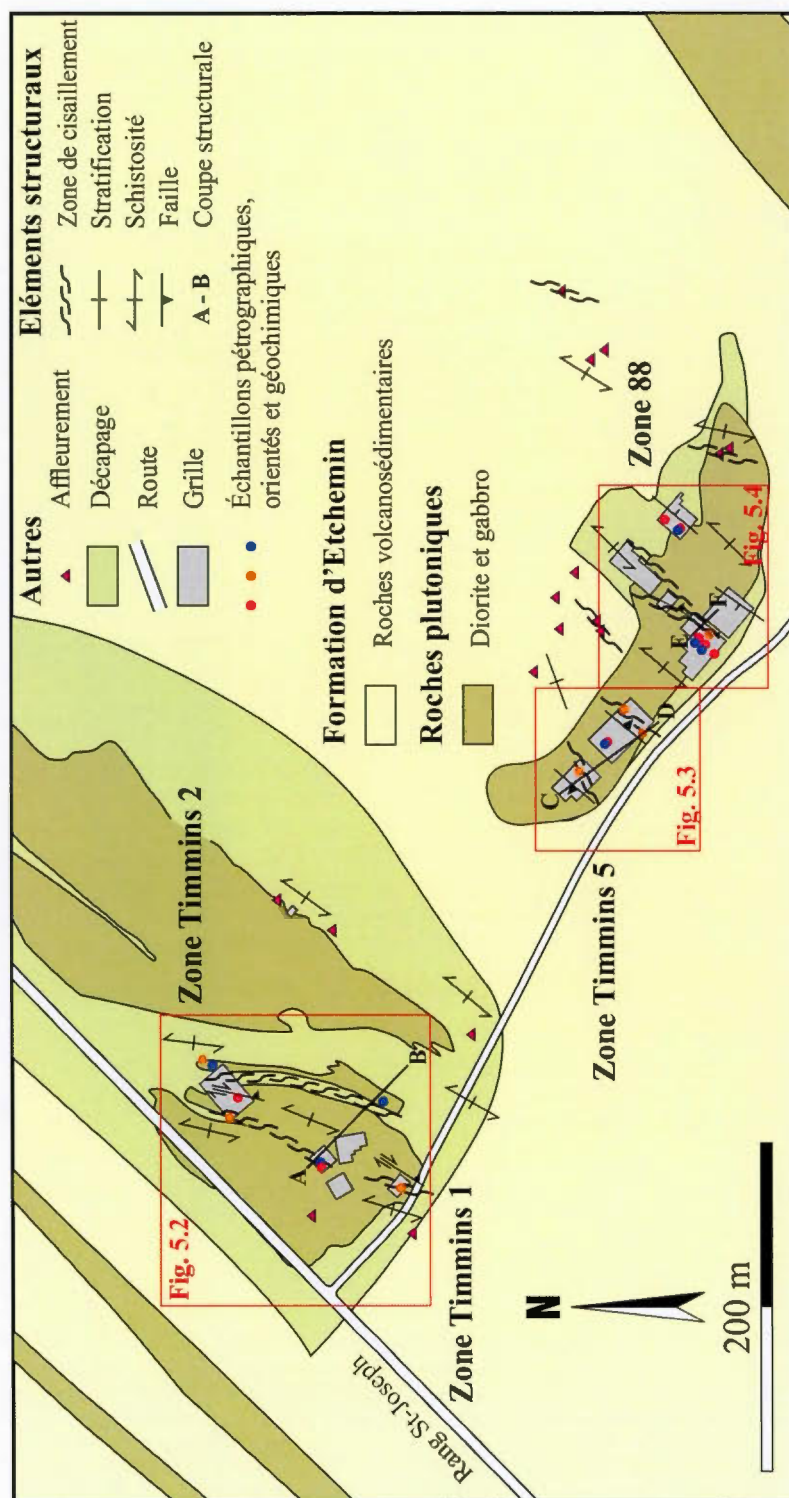 Autres
Affleurement
Décapage
Route
Grille
Échantillons pétrographiques,
orientés et géochimiques
Eléments structuraux
Zone de cisaillement
Stratification
Schistosité
Faille
A - B Coupe structurale
Formation d'Etchemin
Roches volcanosédimentaires
Roches plutoniques
Diorite et gabbro
Zone Timmins 2
Fig. 5.2
A
B
Zone Timmins 1
Rang St-Joseph
Zone 88
Fig. 5.4
E
F
C
D
Fig. 5.3
Zone Timmins 5
N
200 m